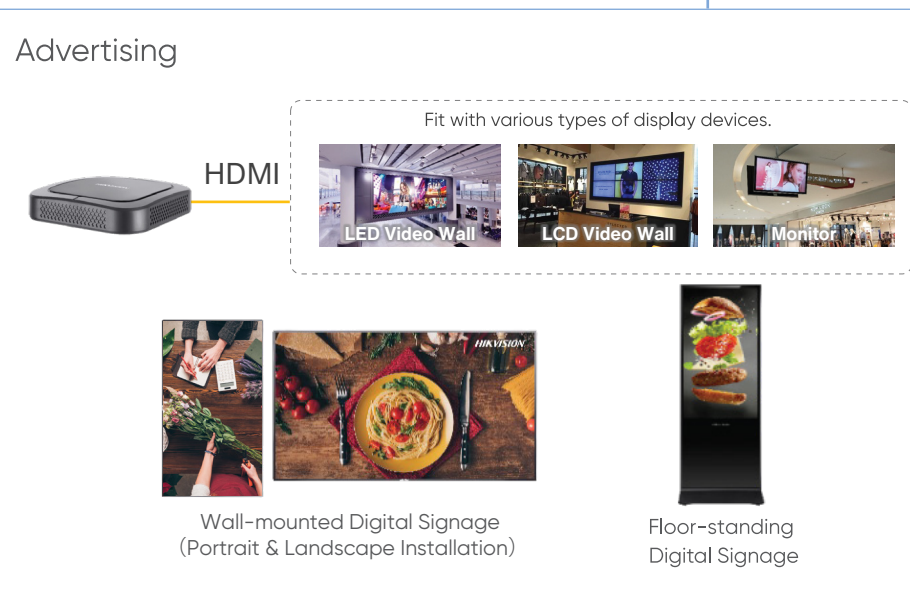 Advertising
Fit with various types of display devices.
HDMI
LED Video Wall
LCD Video Wall
Monitor
HIKVISION
Wall-mounted Digital Signage
(Portrait & Landscape Installation)
Floor-standing
Digital Signage